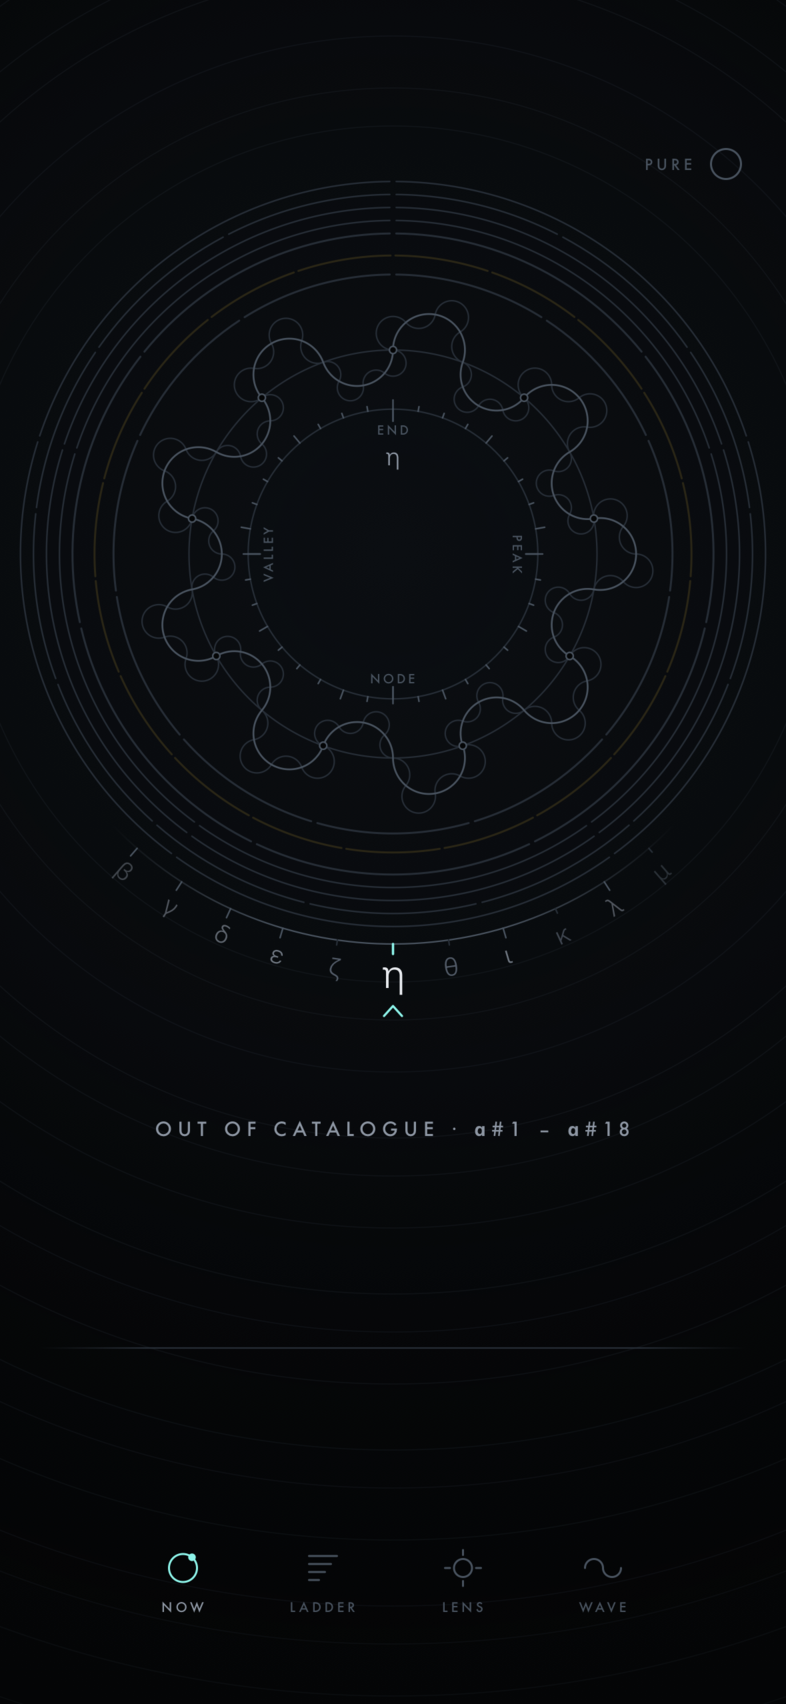 PURE
END
η
VALLEY
PEAK
NODE
β γ δ ε ζ η θ ι κ λ μ
OUT OF CATALOGUE · a#1 – a#18
NOW LADDER LENS WAVE